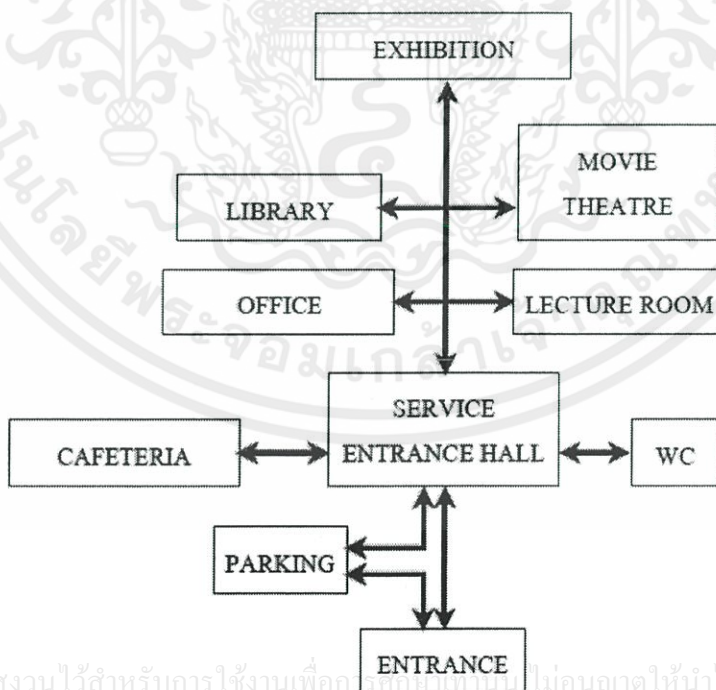 EXHIBITION
MOVIE
THEATRE
LIBRARY
OFFICE
LECTURE ROOM
SERVICE
ENTRANCE HALL
CAFETERIA
WC
PARKING
ENTRANCE